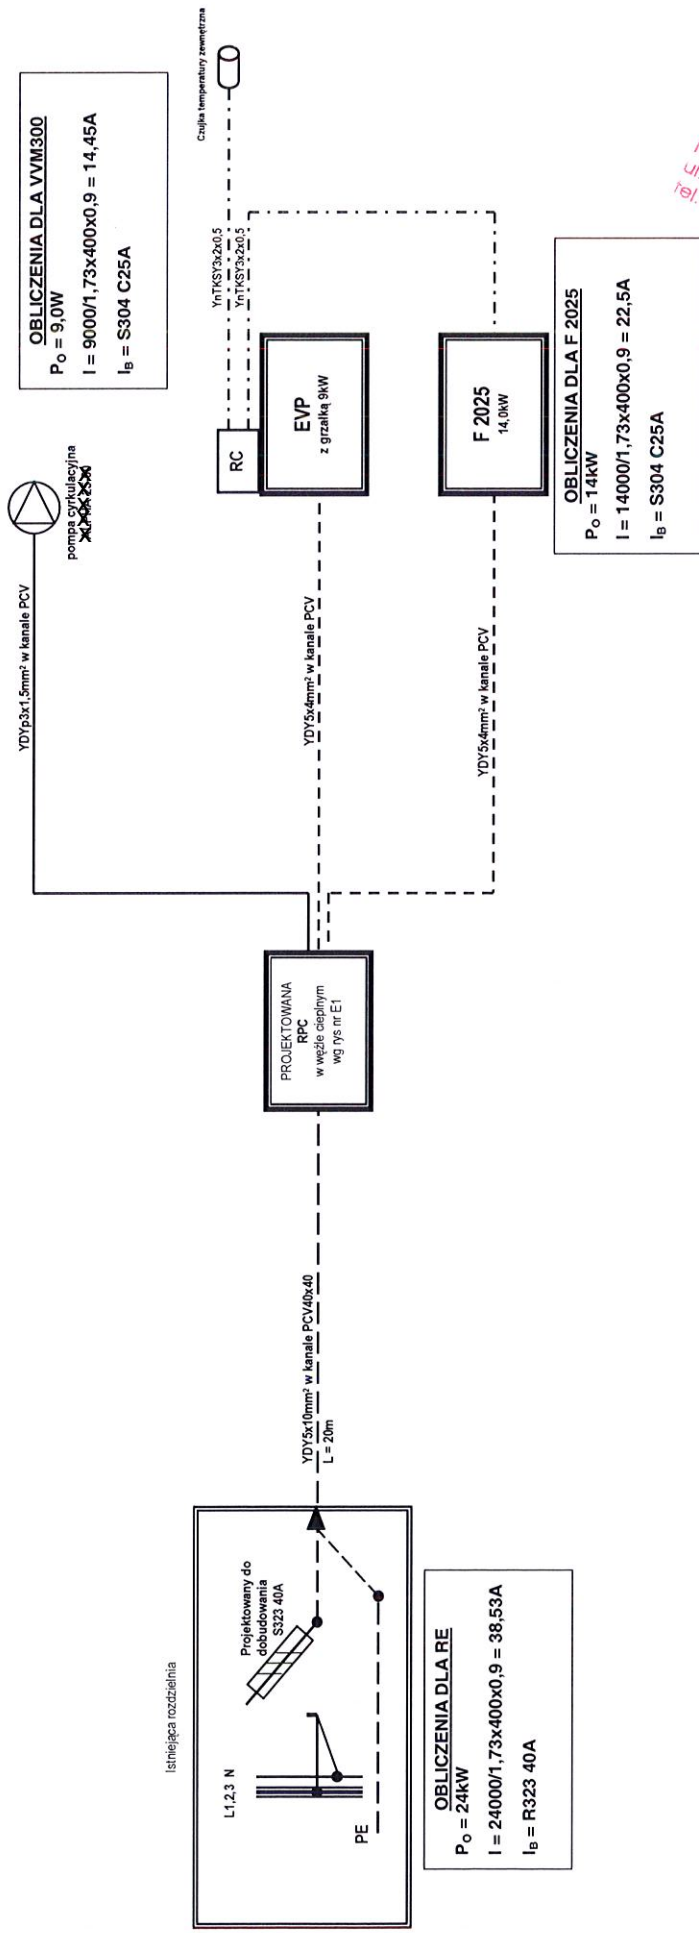 Istniejąca rozdzielnia
L1,2,3 N
PE
Projektowany do
dobudowania
S323 40A
OBLICZENIA DLA RE
PO = 24kW
I = 24000/1,73x400x0,9 = 38,53A
IB = R323 40A
YDY5x10mm² w kanale PCV40x40
L = 20m
PROJEKTOWANA
RPC
w węźle cieplnym
wg rys nr E1
YDYp3x1,5mm² w kanale PCV
YDY5x4mm² w kanale PCV
YDY5x4mm² w kanale PCV
pompa cyrkulacyjna
RC
EVP
z grzałką 9kW
F 2025
14,0kW
YnTKSY3x2x0,5
YnTKSY3x2x0,5
Czujka temperatury zewnętrzna
OBLICZENIA DLA VVM300
PO = 9,0W
I = 9000/1,73x400x0,9 = 14,45A
IB = S304 C25A
OBLICZENIA DLA F 2025
PO = 14kW
I = 14000/1,73x400x0,9 = 22,5A
IB = S304 C25A